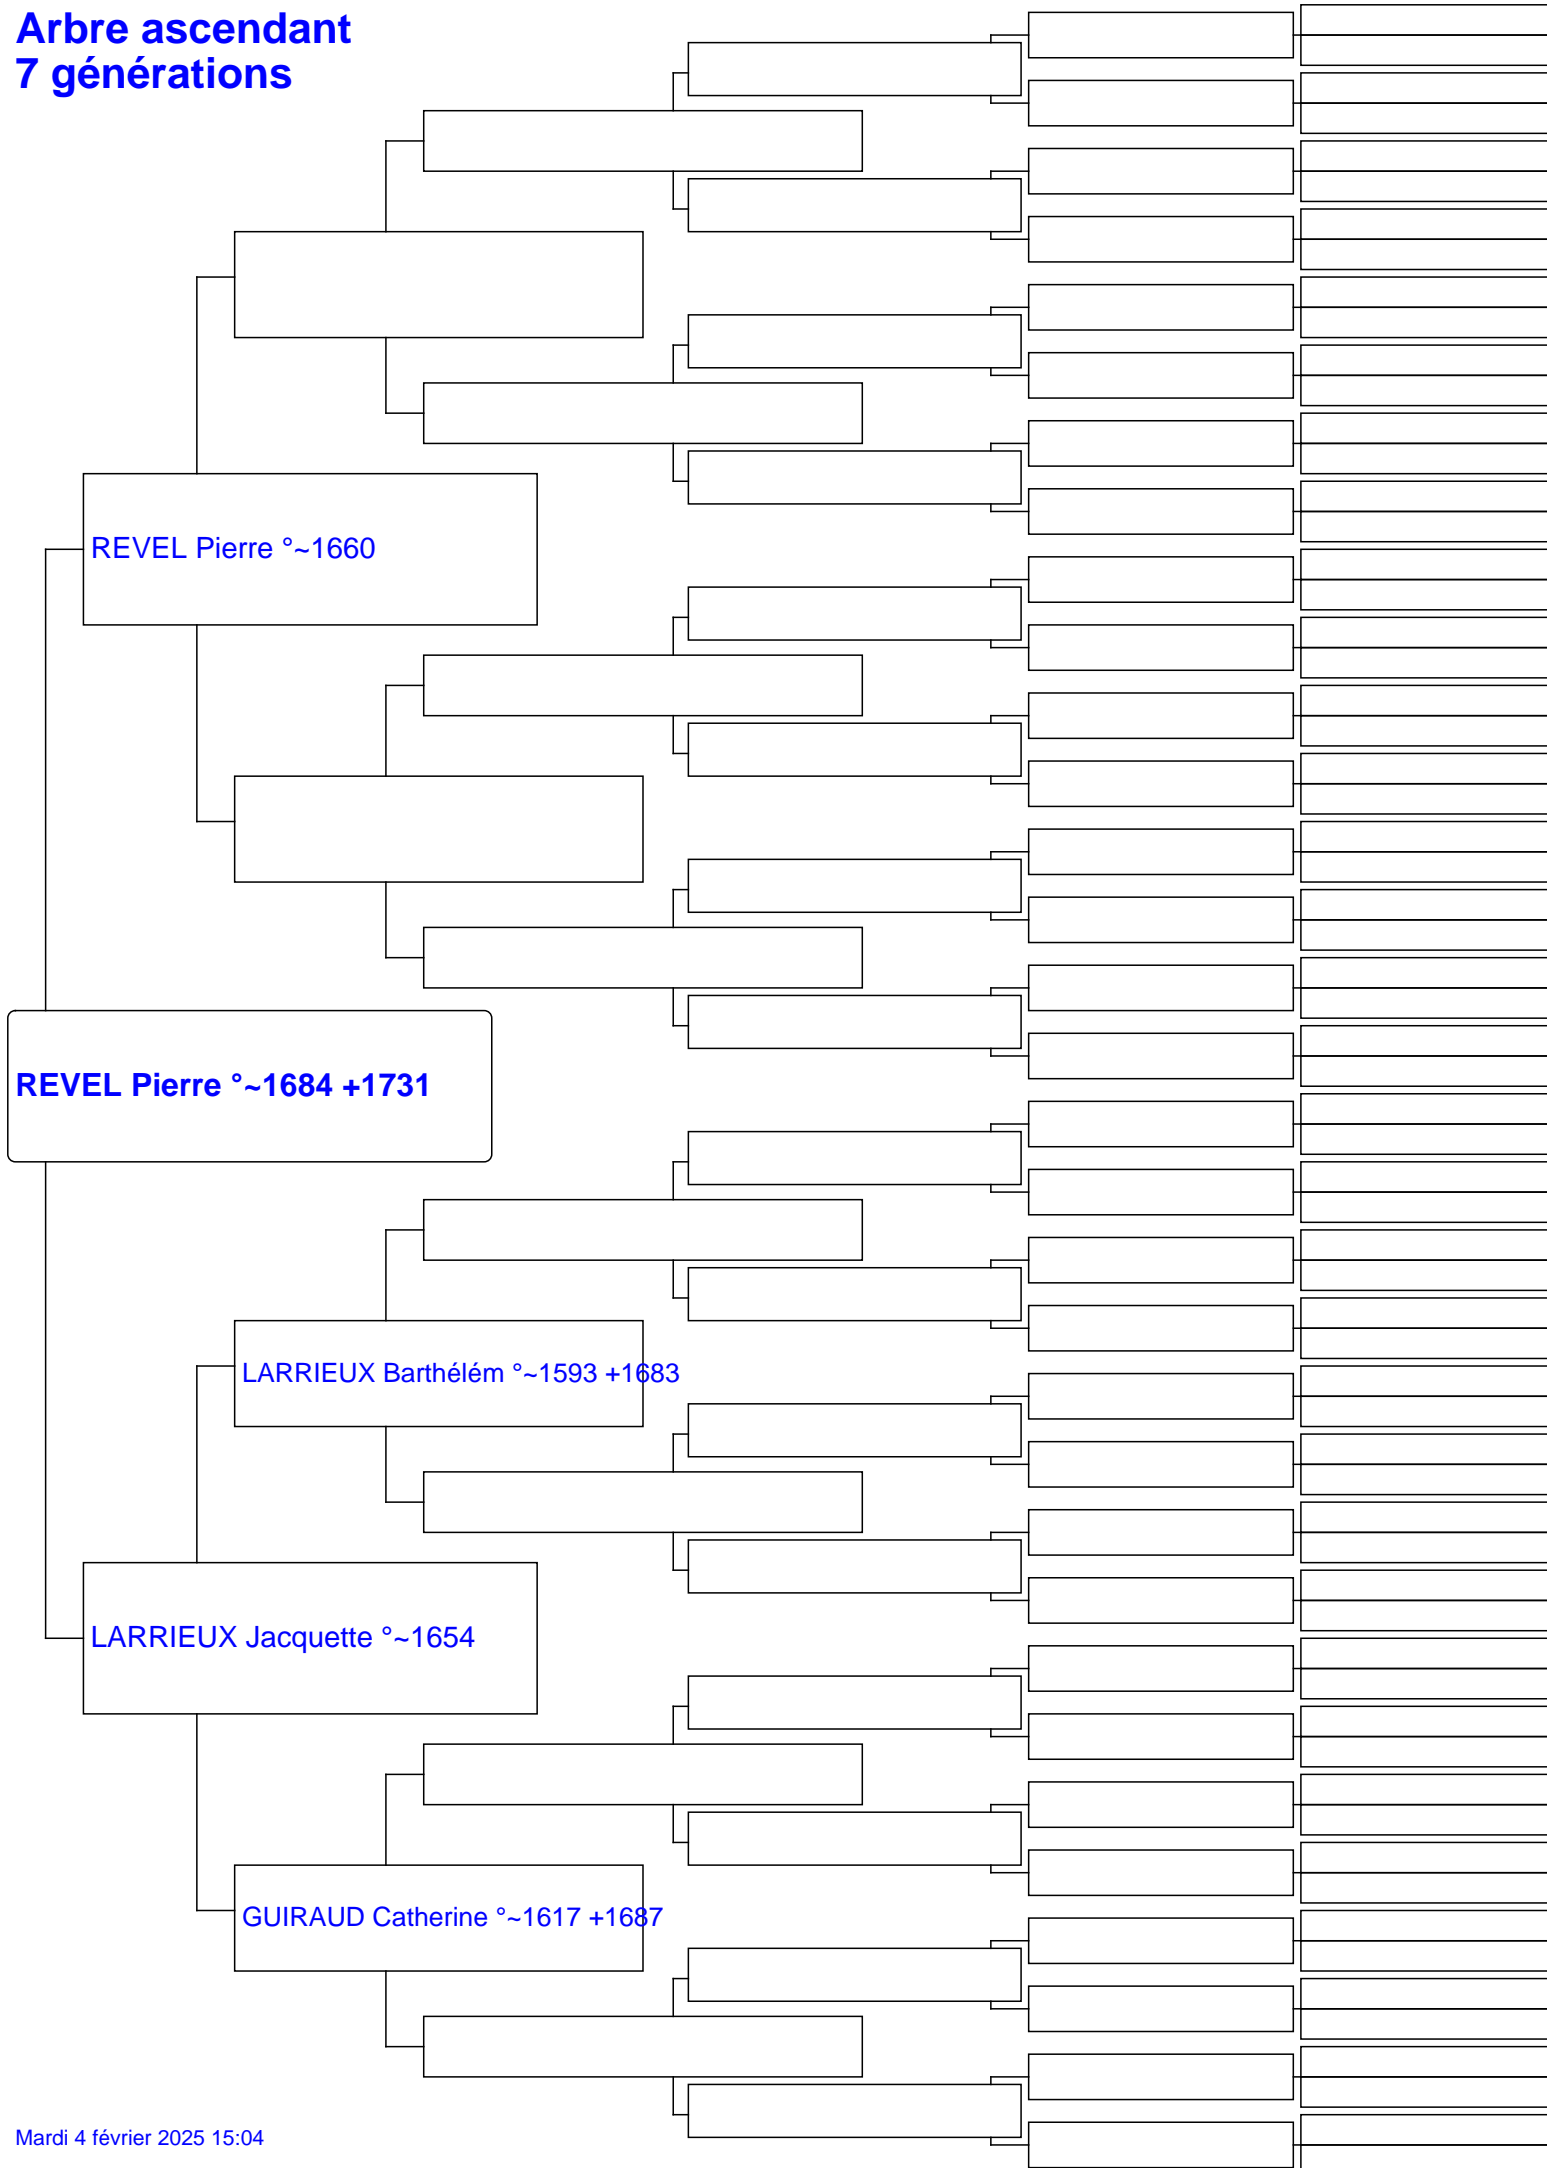 Arbre ascendant
7 générations
REVEL Pierre °~1660
REVEL Pierre °~1684 +1731
LARRIEUX Barthélém °~1593 +1683
LARRIEUX Jacquette °~1654
GUIRAUD Catherine °~1617 +1687
Mardi 4 février 2025 15:04